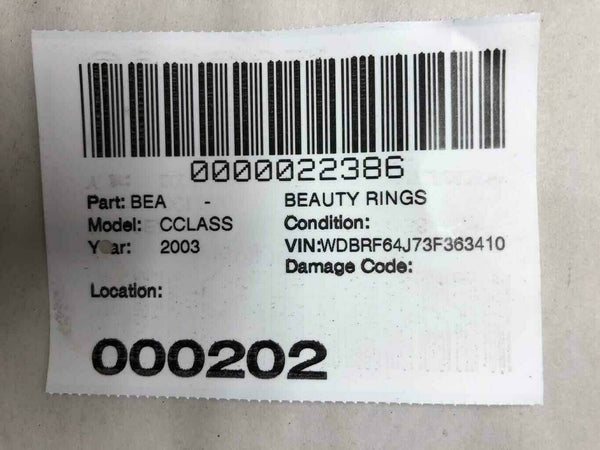 0000022386
Part: BEA - BEAUTY RINGS
Model: CCLASS Condition:
Year: 2003 VIN:WDBRF64J73F363410
Damage Code:
Location:
000202